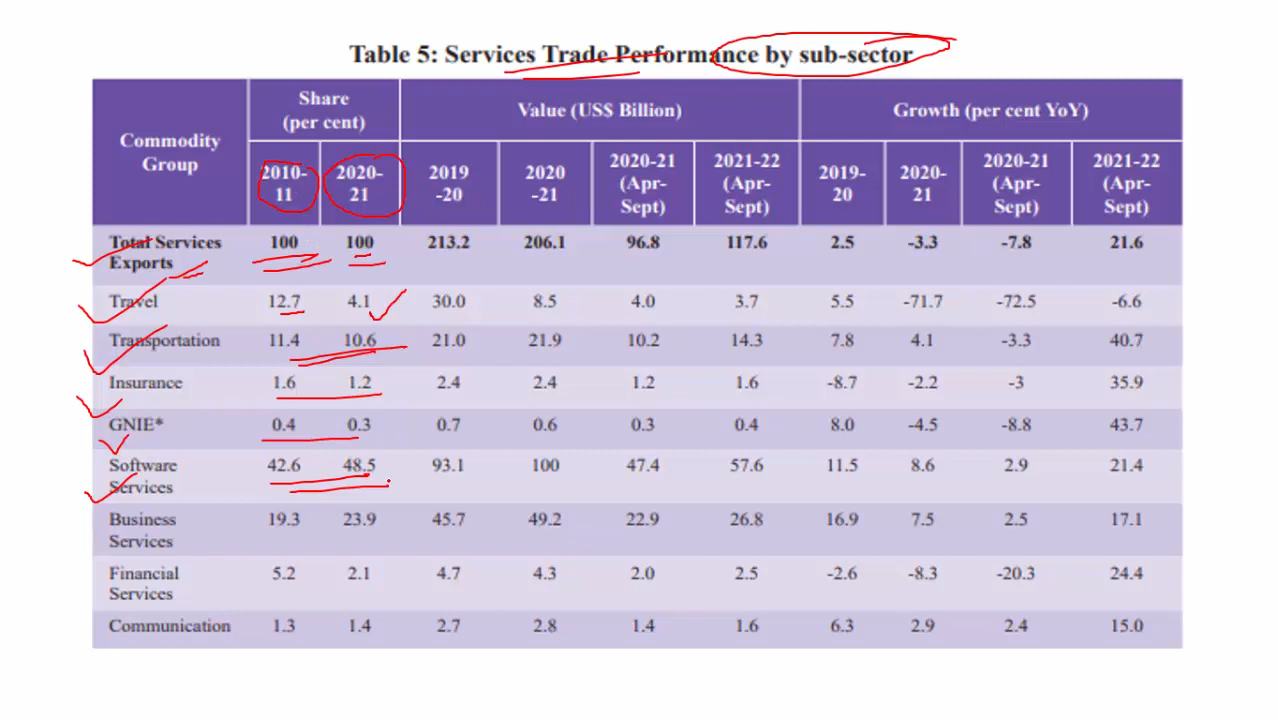 Table 5: Services Trade Performance by sub-sector
Commodity Group | Share (per cent) | Value (US$ Billion) | Growth (per cent YoY)
2010-11 | 2020-21 | 2019-20 | 2020-21 | 2020-21 (Apr-Sept) | 2021-22 (Apr-Sept) | 2019-20 | 2020-21 | 2020-21 (Apr-Sept) | 2021-22 (Apr-Sept)
Total Services Exports | 100 | 100 | 213.2 | 206.1 | 96.8 | 117.6 | 2.5 | -3.3 | -7.8 | 21.6
Travel | 12.7 | 4.1 | 30.0 | 8.5 | 4.0 | 3.7 | 5.5 | -71.7 | -72.5 | -6.6
Transportation | 11.4 | 10.6 | 21.0 | 21.9 | 10.2 | 14.3 | 7.8 | 4.1 | -3.3 | 40.7
Insurance | 1.6 | 1.2 | 2.4 | 2.4 | 1.2 | 1.6 | -8.7 | -2.2 | -3 | 35.9
GNIE* | 0.4 | 0.3 | 0.7 | 0.6 | 0.3 | 0.4 | 8.0 | -4.5 | -8.8 | 43.7
Software Services | 42.6 | 48.5 | 93.1 | 100 | 47.4 | 57.6 | 11.5 | 8.6 | 2.9 | 21.4
Business Services | 19.3 | 23.9 | 45.7 | 49.2 | 22.9 | 26.8 | 16.9 | 7.5 | 2.5 | 17.1
Financial Services | 5.2 | 2.1 | 4.7 | 4.3 | 2.0 | 2.5 | -2.6 | -8.3 | -20.3 | 24.4
Communication | 1.3 | 1.4 | 2.7 | 2.8 | 1.4 | 1.6 | 6.3 | 2.9 | 2.4 | 15.0